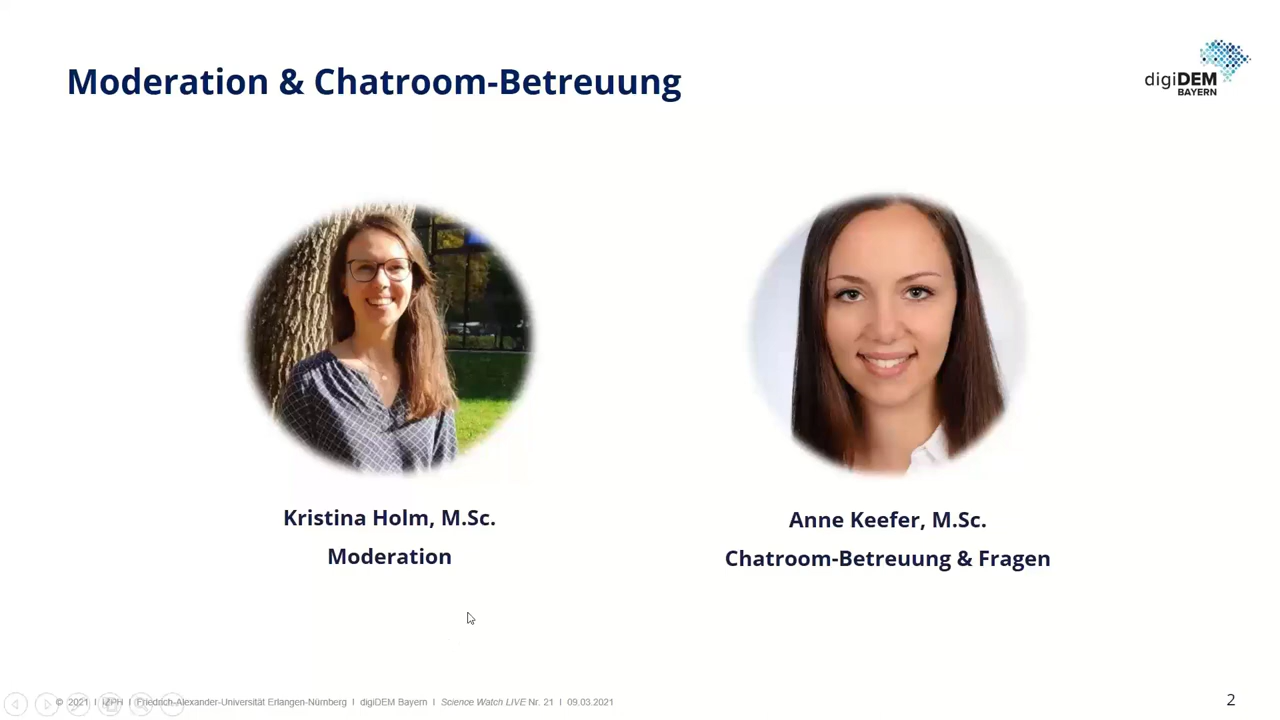 Moderation & Chatroom-Betreuung
digiDEM
BAYERN
Kristina Holm, M.Sc.
Moderation
Anne Keefer, M.Sc.
Chatroom-Betreuung & Fragen
© 2021 I IZPH I Friedrich-Alexander-Universität Erlangen-Nürnberg I digiDEM Bayern I Science Watch LIVE Nr. 21 I 09.03.2021
2